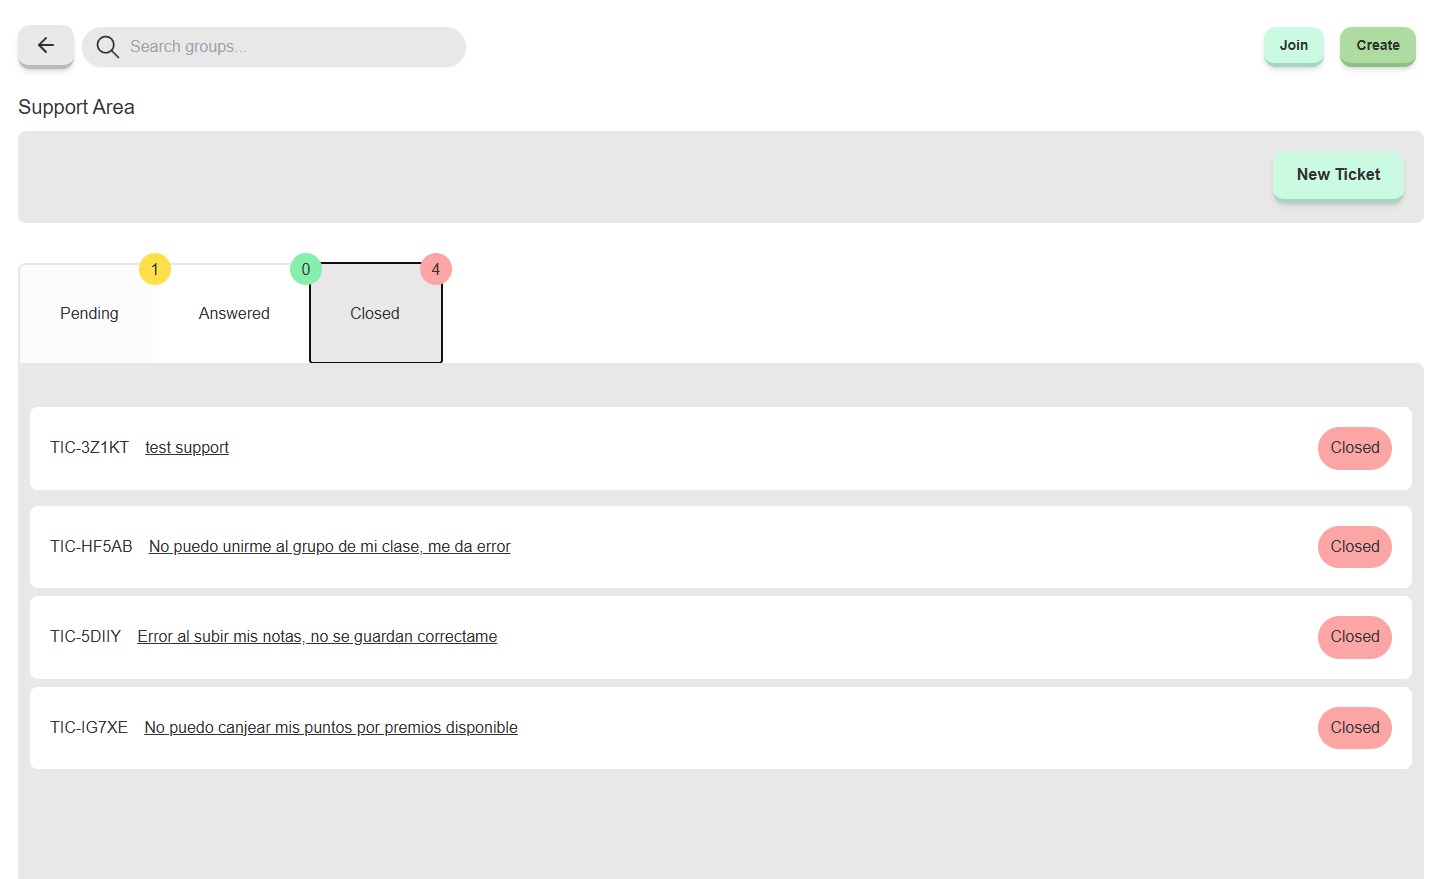 Search groups...
Join
Create
Support Area
New Ticket
1
0
4
Pending
Answered
Closed
TIC-3Z1KT test support Closed
TIC-HF5AB No puedo unirme al grupo de mi clase, me da error Closed
TIC-5DIIY Error al subir mis notas, no se guardan correctame Closed
TIC-IG7XE No puedo canjear mis puntos por premios disponible Closed